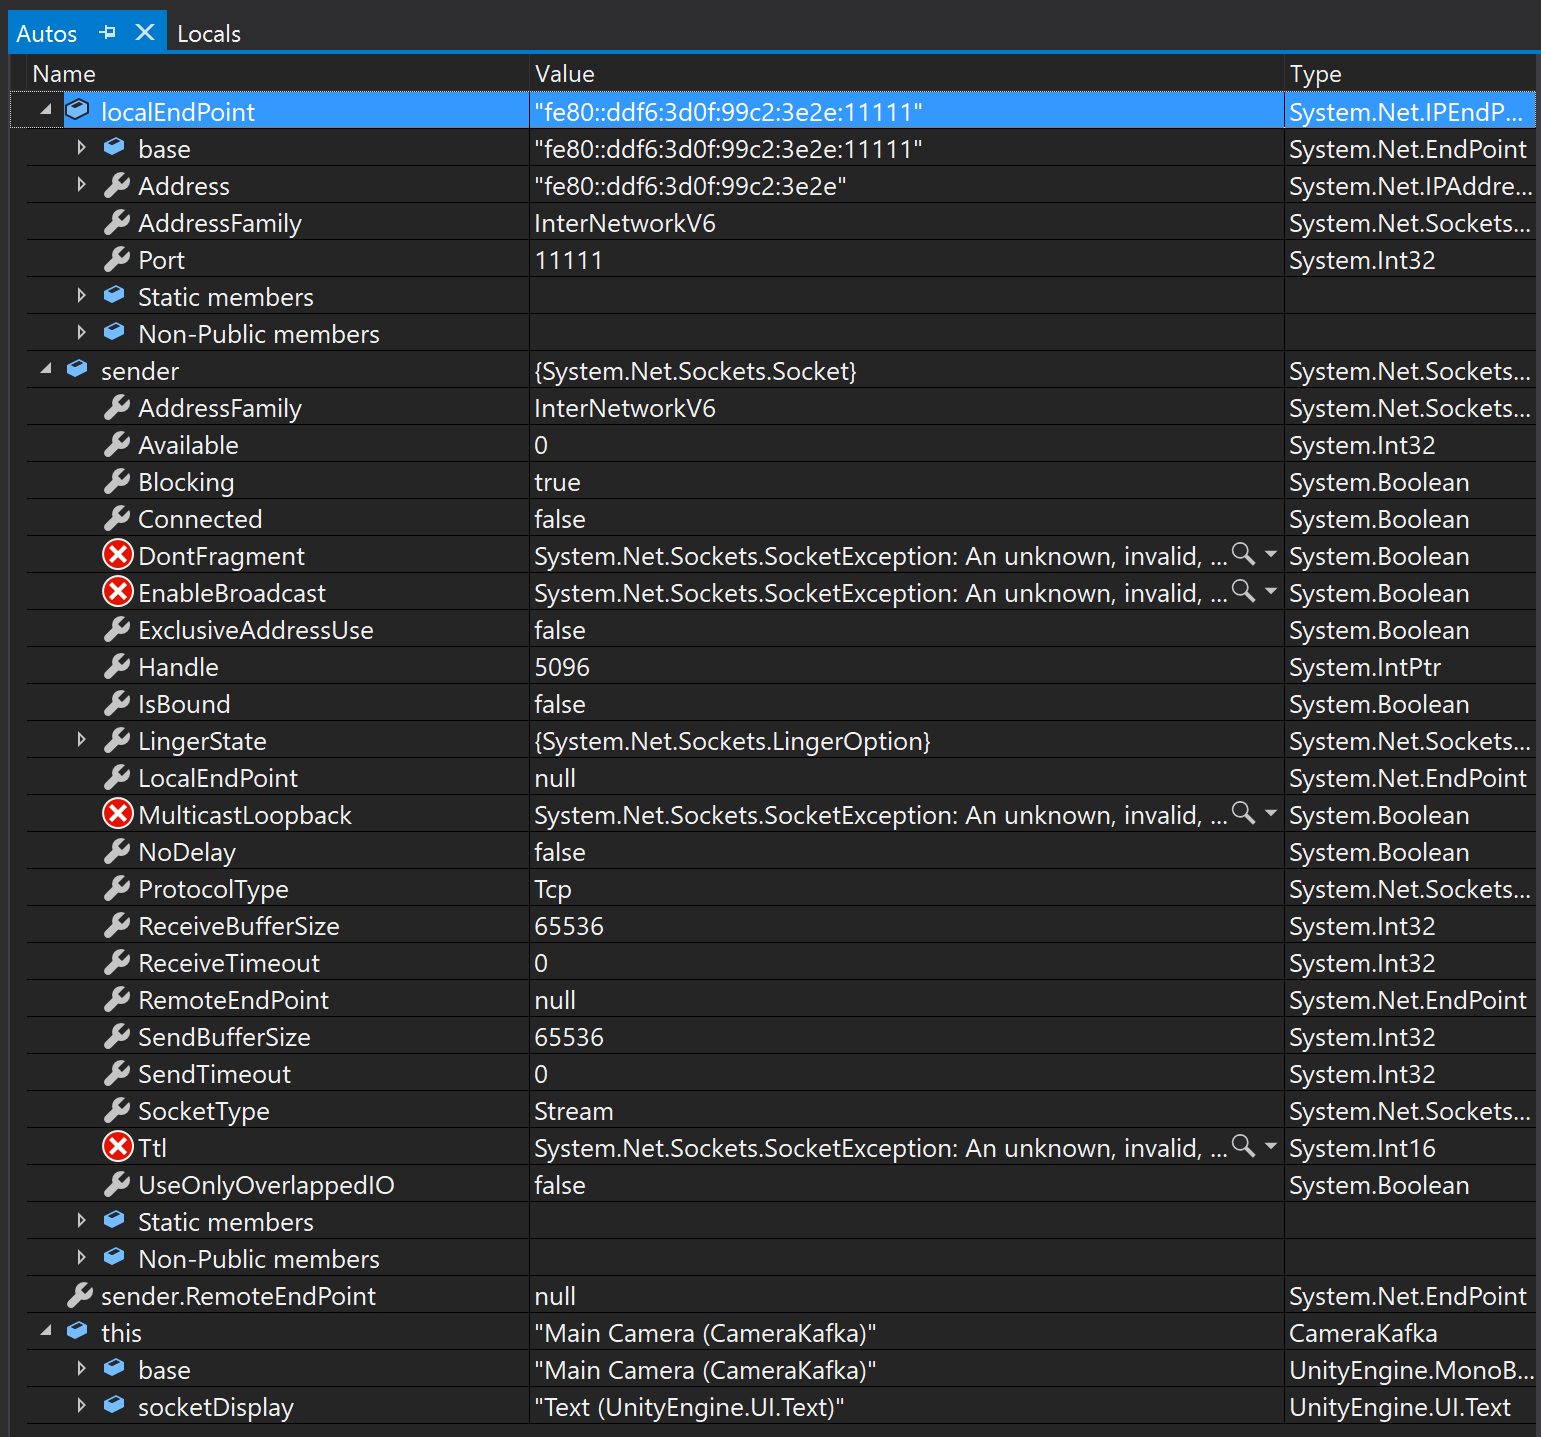 Autos Locals
Name Value Type
localEndPoint "fe80::ddf6:3d0f:99c2:3e2e:11111" System.Net.IPEndP...
base "fe80::ddf6:3d0f:99c2:3e2e:11111" System.Net.EndPoint
Address "fe80::ddf6:3d0f:99c2:3e2e" System.Net.IPAddre...
AddressFamily InterNetworkV6 System.Net.Sockets...
Port 11111 System.Int32
Static members
Non-Public members
sender {System.Net.Sockets.Socket} System.Net.Sockets...
AddressFamily InterNetworkV6 System.Net.Sockets...
Available 0 System.Int32
Blocking true System.Boolean
Connected false System.Boolean
DontFragment System.Net.Sockets.SocketException: An unknown, invalid, ... System.Boolean
EnableBroadcast System.Net.Sockets.SocketException: An unknown, invalid, ... System.Boolean
ExclusiveAddressUse false System.Boolean
Handle 5096 System.IntPtr
IsBound false System.Boolean
LingerState {System.Net.Sockets.LingerOption} System.Net.Sockets...
LocalEndPoint null System.Net.EndPoint
MulticastLoopback System.Net.Sockets.SocketException: An unknown, invalid, ... System.Boolean
NoDelay false System.Boolean
ProtocolType Tcp System.Net.Sockets...
ReceiveBufferSize 65536 System.Int32
ReceiveTimeout 0 System.Int32
RemoteEndPoint null System.Net.EndPoint
SendBufferSize 65536 System.Int32
SendTimeout 0 System.Int32
SocketType Stream System.Net.Sockets...
Ttl System.Net.Sockets.SocketException: An unknown, invalid, ... System.Int16
UseOnlyOverlappedIO false System.Boolean
Static members
Non-Public members
sender.RemoteEndPoint null System.Net.EndPoint
this "Main Camera (CameraKafka)" CameraKafka
base "Main Camera (CameraKafka)" UnityEngine.MonoB...
socketDisplay "Text (UnityEngine.UI.Text)" UnityEngine.UI.Text